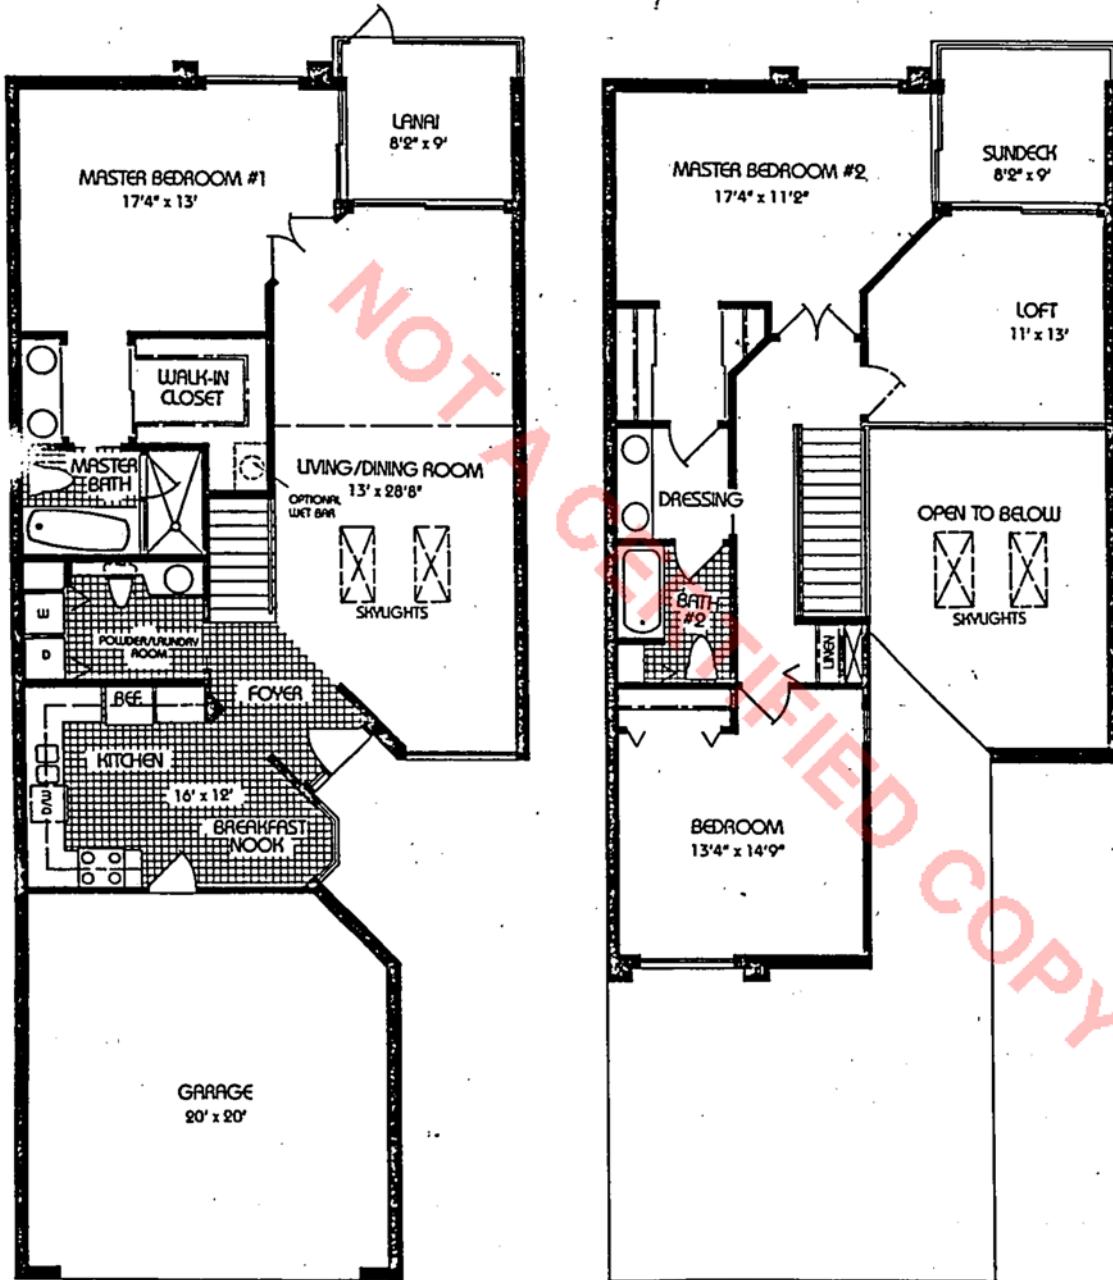 LANAI
8'2" x 9'
MASTER BEDROOM #1
17'4" x 13'
WALK-IN
CLOSET
MASTER
BATH
LIVING/DINING ROOM
13' x 28'8"
OPTIONAL
WET BAR
SKYLIGHTS
W
D
POWDER/LAUNDRY
ROOM
FOYER
REF.
KITCHEN
16' x 12'
D/W
BREAKFAST
NOOK
GARAGE
20' x 20'
SUNDECK
8'2" x 9'
MASTER BEDROOM #2
17'4" x 11'2"
LOFT
11' x 13'
DRESSING
OPEN TO BELOW
SKYLIGHTS
BATH
#2
LINEN
BEDROOM
13'4" x 14'9"
NOT A CERTIFIED COPY